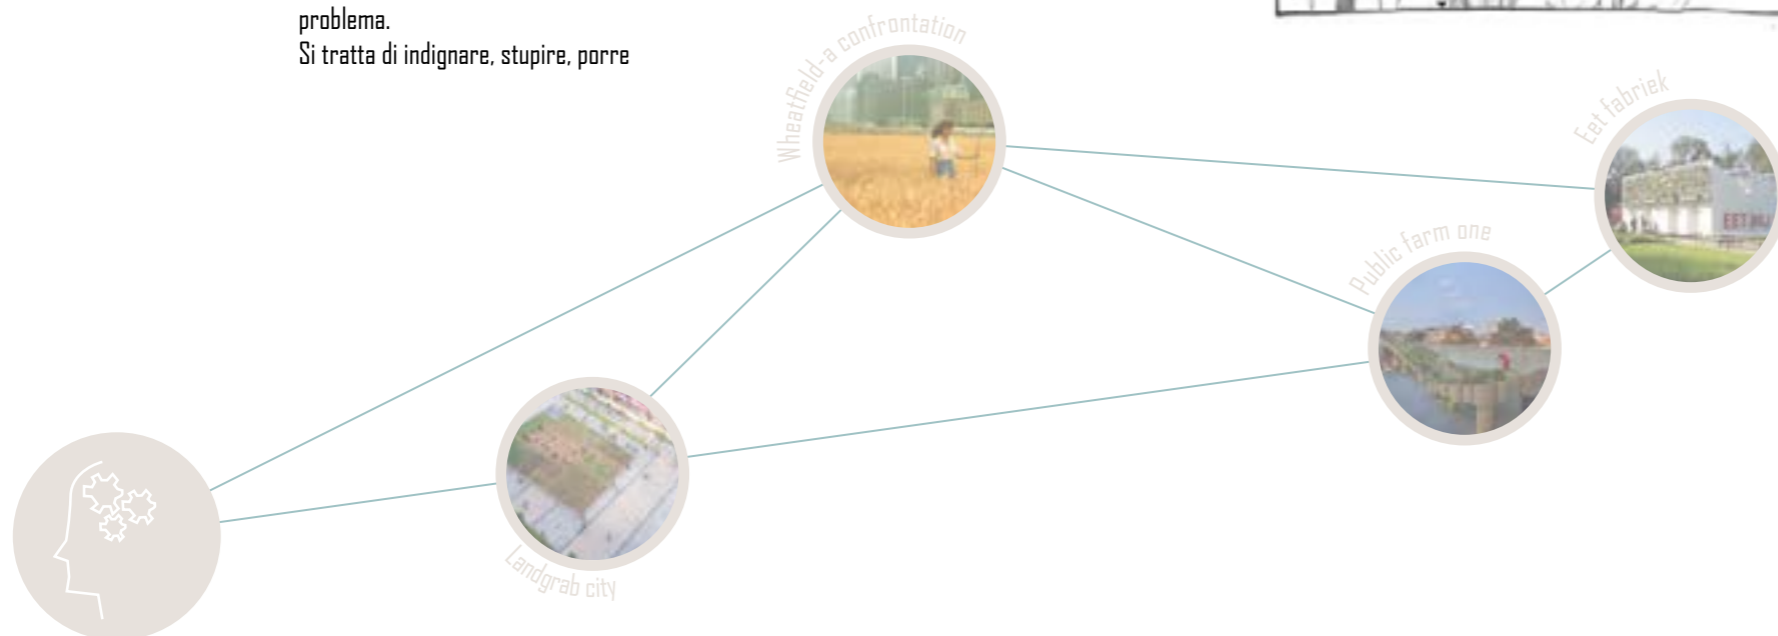 problema.
Si tratta di indignare, stupire, porre
Wheatfield-a confrontation
Eet fabriek
Public farm one
Landgrab city